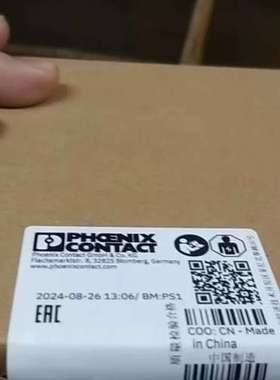 PHŒNIX
CONTACT
Phoenix Contact GmbH & Co. KG
Flachsmarktstr. 8, 32825 Blomberg, Germany
www.phoenixcontact.com
2024-08-26 13:06/ BM:PS1
EAC
COO: CN - Made
in China
中国制造